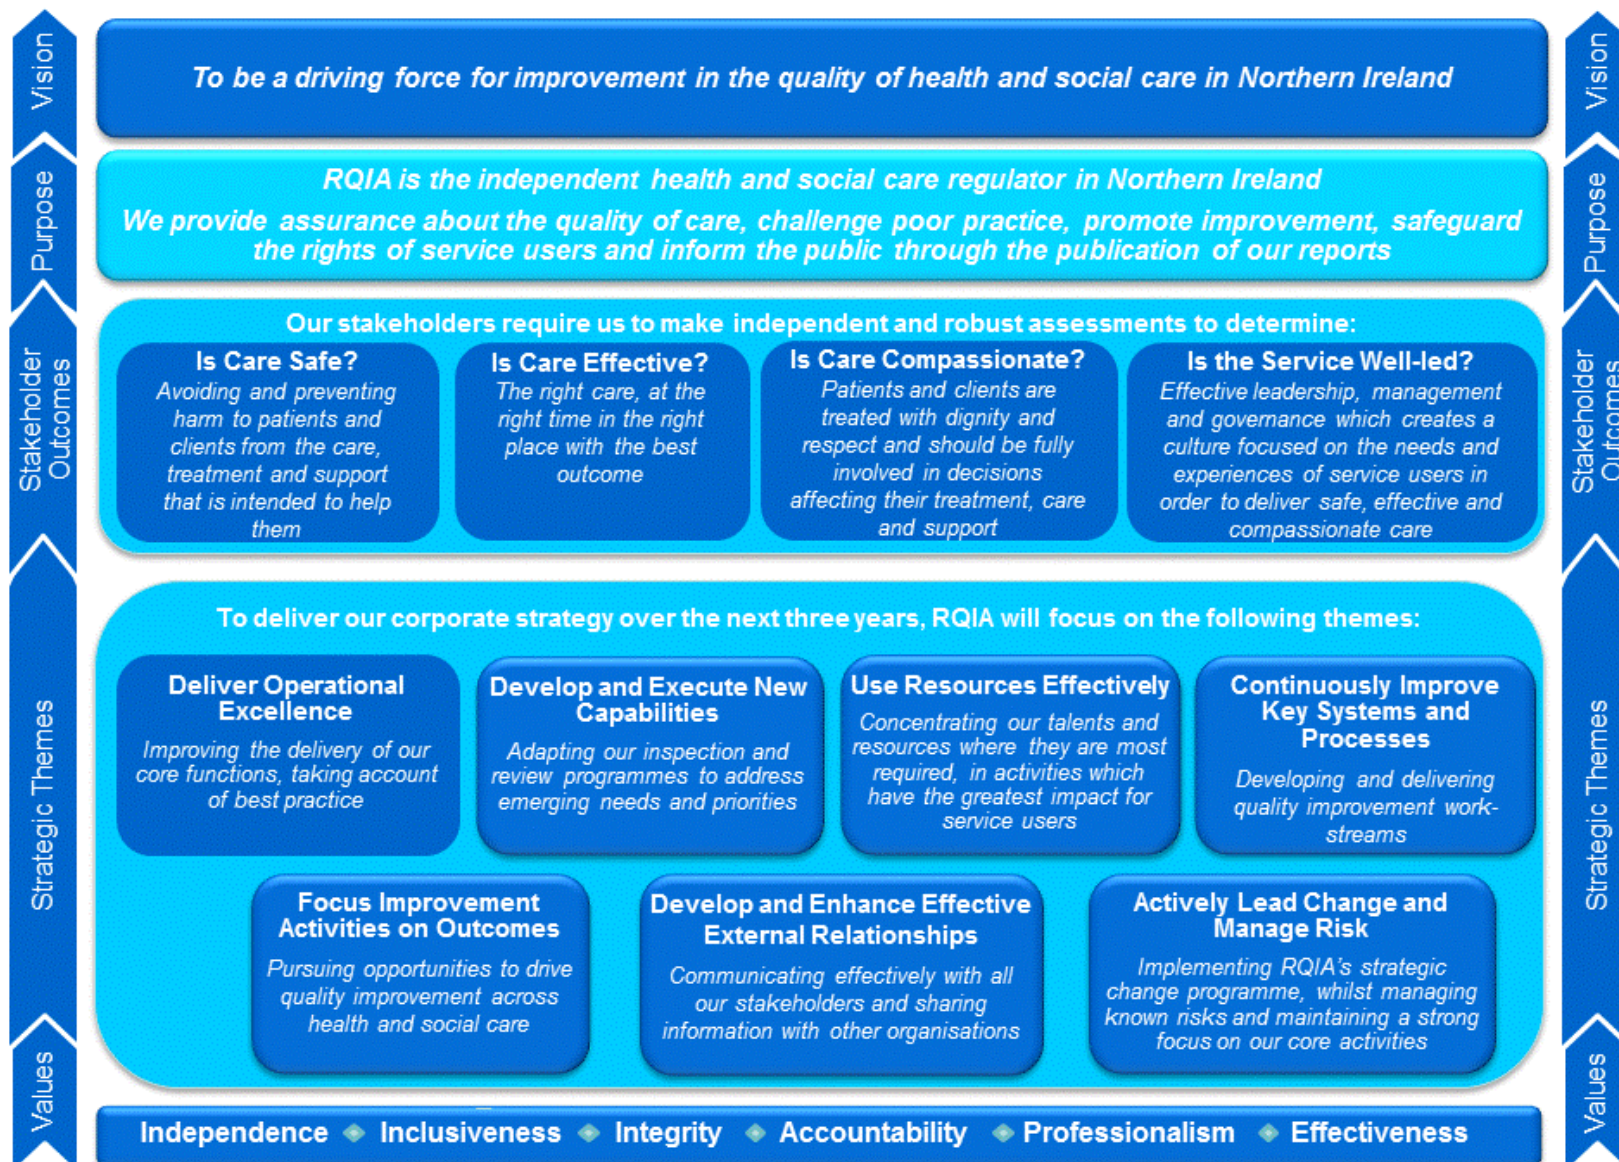 Vision
To be a driving force for improvement in the quality of health and social care in Northern Ireland
Vision
Purpose
RQIA is the independent health and social care regulator in Northern Ireland
We provide assurance about the quality of care, challenge poor practice, promote improvement, safeguard
the rights of service users and inform the public through the publication of our reports
Purpose
Stakeholder
Outcomes
Our stakeholders require us to make independent and robust assessments to determine:
Is Care Safe?
Avoiding and preventing
harm to patients and
clients from the care,
treatment and support
that is intended to help
them
Is Care Effective?
The right care, at the
right time in the right
place with the best
outcome
Is Care Compassionate?
Patients and clients are
treated with dignity and
respect and should be fully
involved in decisions
affecting their treatment, care
and support
Is the Service Well-led?
Effective leadership, management
and governance which creates a
culture focused on the needs and
experiences of service users in
order to deliver safe, effective and
compassionate care
Stakeholder
Outcomes
Strategic Themes
To deliver our corporate strategy over the next three years, RQIA will focus on the following themes:
Deliver Operational
Excellence
Improving the delivery of our
core functions, taking account
of best practice
Develop and Execute New
Capabilities
Adapting our inspection and
review programmes to address
emerging needs and priorities
Use Resources Effectively
Concentrating our talents and
resources where they are most
required, in activities which
have the greatest impact for
service users
Continuously Improve
Key Systems and
Processes
Developing and delivering
quality improvement work-
streams
Focus Improvement
Activities on Outcomes
Pursuing opportunities to drive
quality improvement across
health and social care
Develop and Enhance Effective
External Relationships
Communicating effectively with all
our stakeholders and sharing
information with other organisations
Actively Lead Change and
Manage Risk
Implementing RQIA's strategic
change programme, whilst managing
known risks and maintaining a strong
focus on our core activities
Strategic Themes
Values
Independence Inclusiveness Integrity Accountability Professionalism Effectiveness
Values